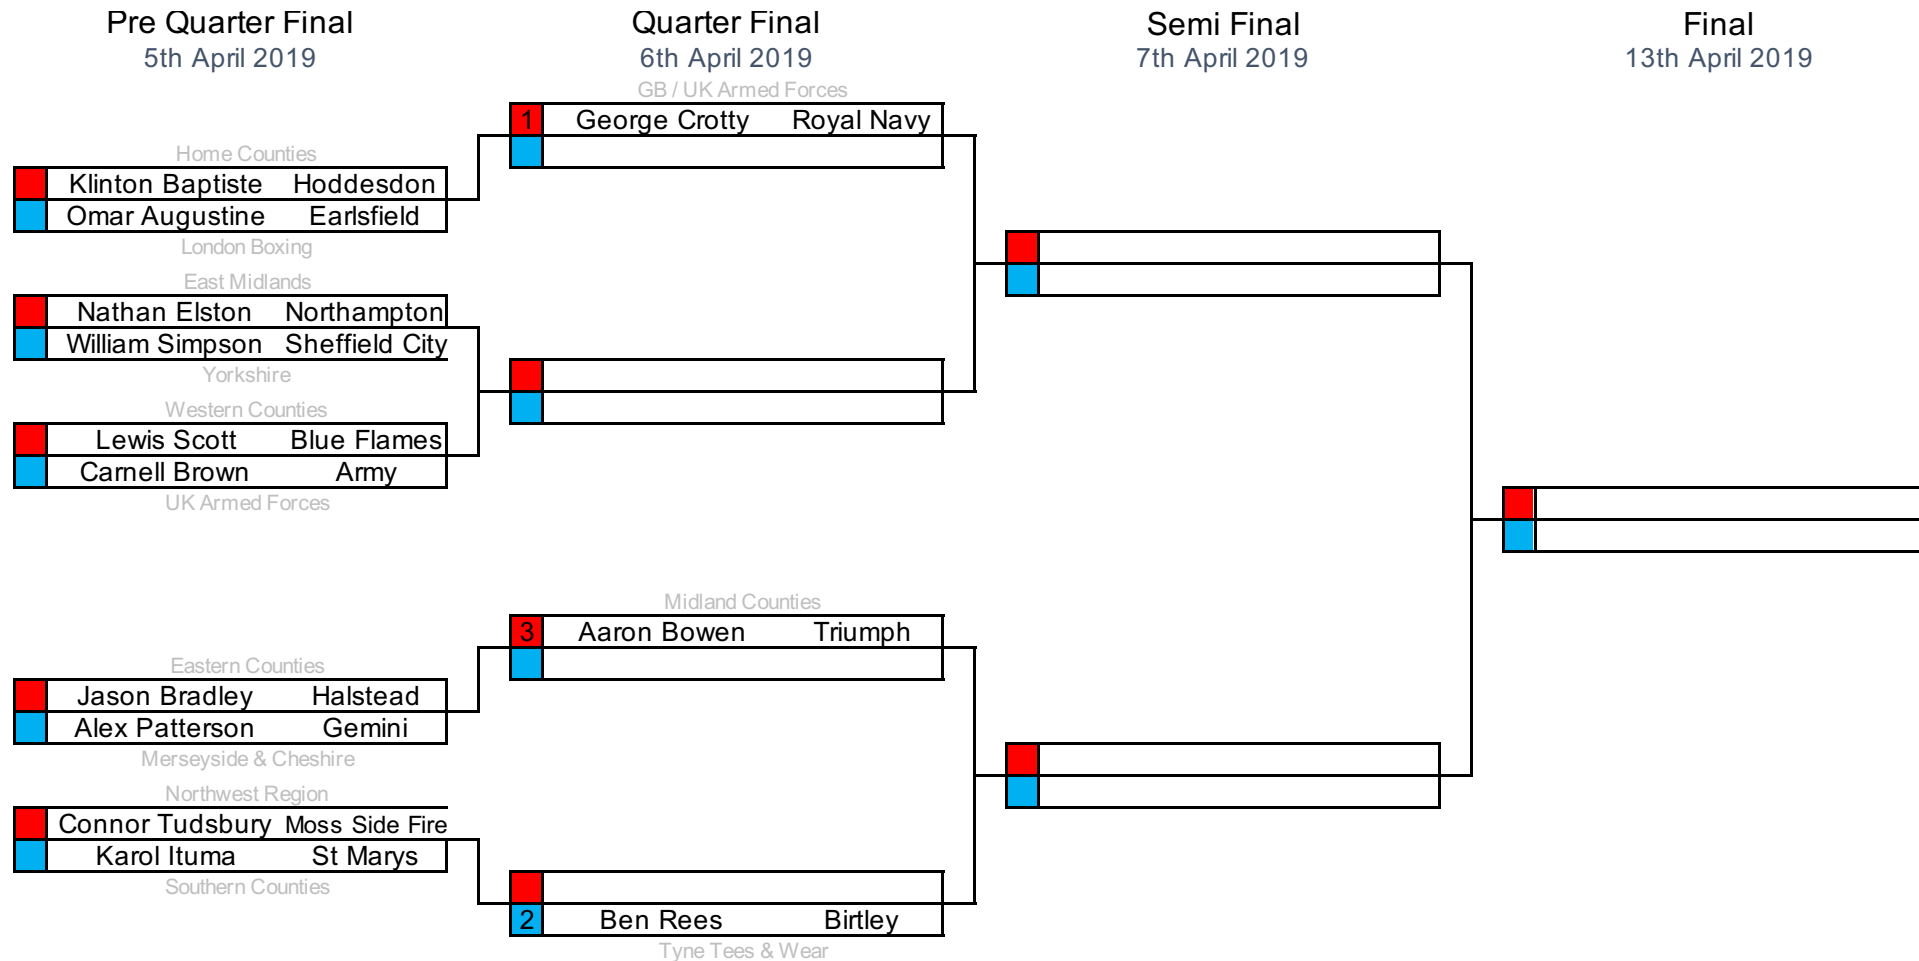 Pre Quarter Final
5th April 2019
Quarter Final
6th April 2019
Semi Final
7th April 2019
Final
13th April 2019
GB / UK Armed Forces
1 George Crotty Royal Navy
Home Counties
Klinton Baptiste Hoddesdon
Omar Augustine Earlsfield
London Boxing
East Midlands
Nathan Elston Northampton
William Simpson Sheffield City
Yorkshire
Western Counties
Lewis Scott Blue Flames
Carnell Brown Army
UK Armed Forces
Midland Counties
3 Aaron Bowen Triumph
Eastern Counties
Jason Bradley Halstead
Alex Patterson Gemini
Merseyside & Cheshire
Northwest Region
Connor Tudsbury Moss Side Fire
Karol Ituma St Marys
Southern Counties
2 Ben Rees Birtley
Tyne Tees & Wear